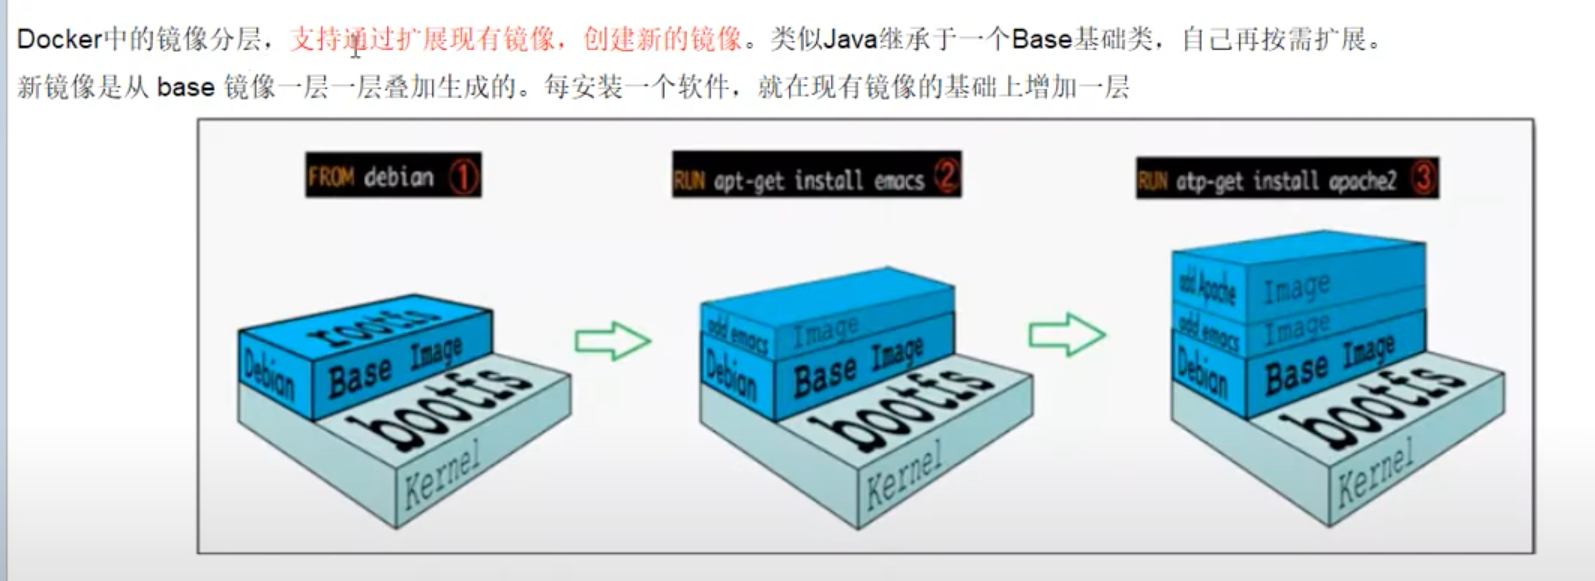 Docker中的镜像分层，支持通过扩展现有镜像，创建新的镜像。类似Java继承于一个Base基础类，自己再按需扩展。
新镜像是从 base 镜像一层一层叠加生成的。每安装一个软件，就在现有镜像的基础上增加一层
FROM debian ①
RUN apt-get install emacs ②
RUN atp-get install apache2 ③
rootfs
Debian
Base Image
bootfs
Kernel
add emacs
Image
Debian
Base Image
bootfs
Kernel
add Apache
Image
add emacs
Image
Debian
Base Image
bootfs
Kernel